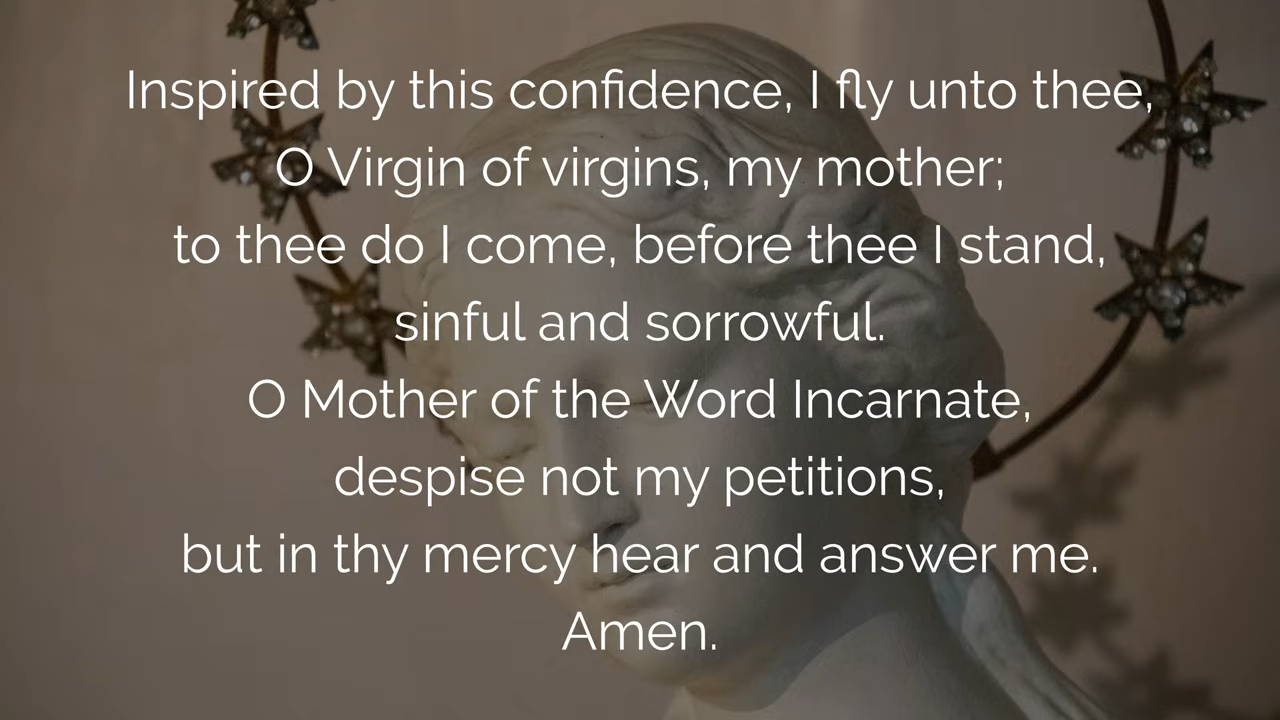 Inspired by this confidence, I fly unto thee,
O Virgin of virgins, my mother;
to thee do I come, before thee I stand,
sinful and sorrowful.
O Mother of the Word Incarnate,
despise not my petitions,
but in thy mercy hear and answer me.
Amen.